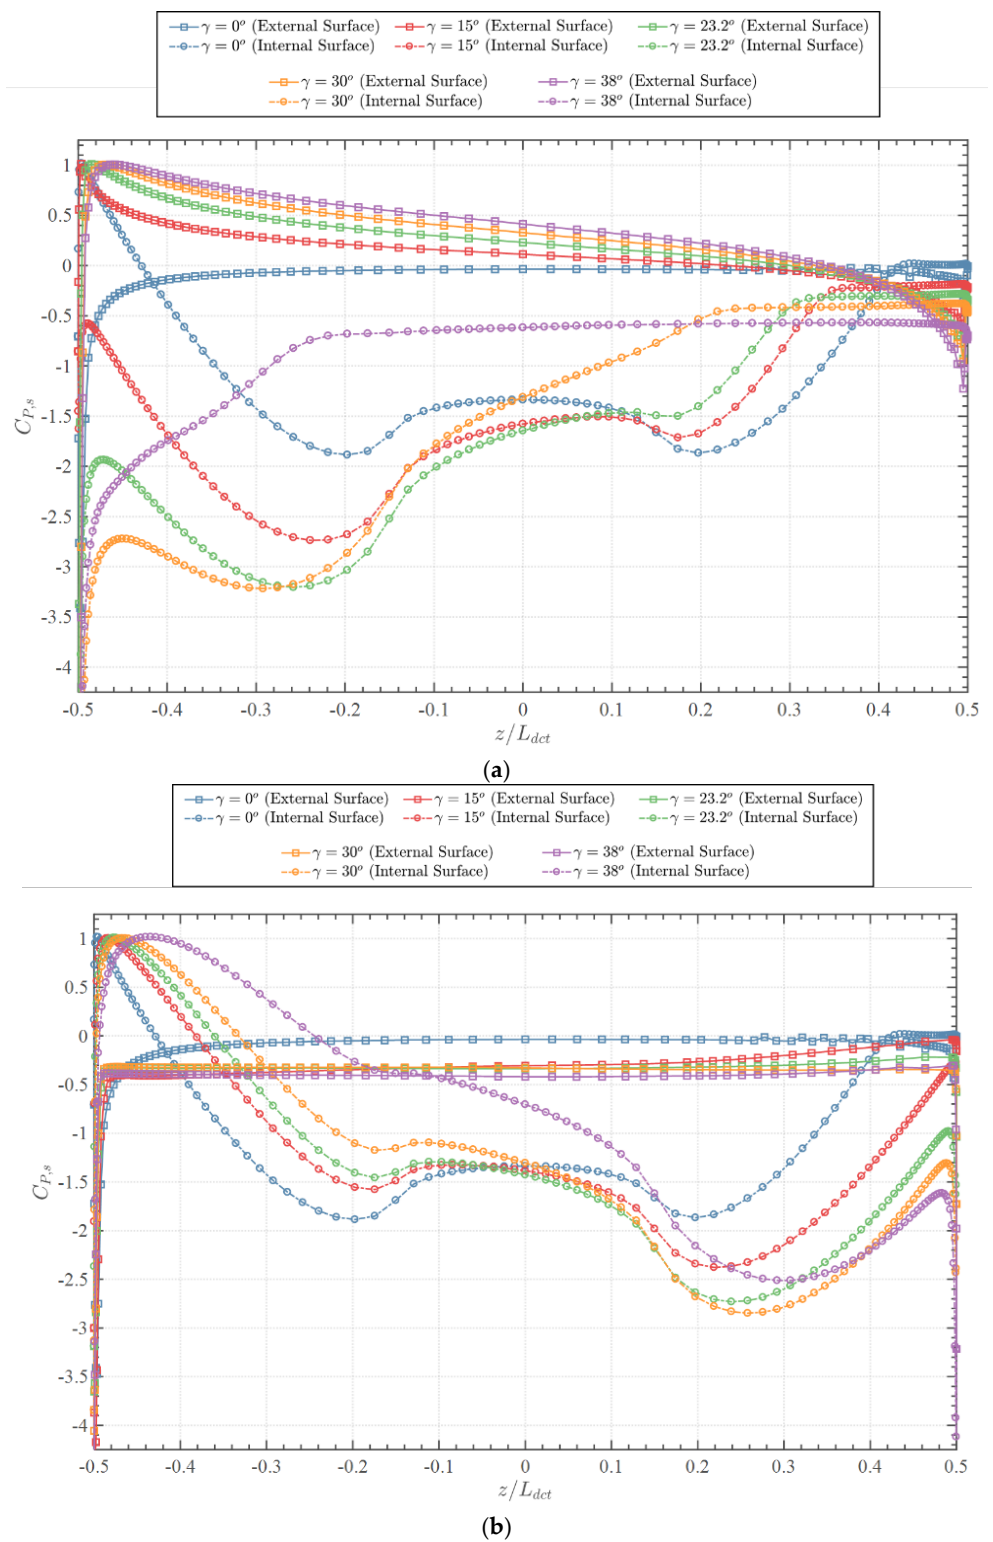 γ = 0° (External Surface) γ = 15° (External Surface) γ = 23.2° (External Surface)
γ = 0° (Internal Surface) γ = 15° (Internal Surface) γ = 23.2° (Internal Surface)
γ = 30° (External Surface) γ = 38° (External Surface)
γ = 30° (Internal Surface) γ = 38° (Internal Surface)
1
0.5
0
-0.5
-1
-1.5
-2
-2.5
-3
-3.5
-4
C_{P,s}
-0.5 -0.4 -0.3 -0.2 -0.1 0 0.1 0.2 0.3 0.4 0.5
z/L_{dct}
(a)
γ = 0° (External Surface) γ = 15° (External Surface) γ = 23.2° (External Surface)
γ = 0° (Internal Surface) γ = 15° (Internal Surface) γ = 23.2° (Internal Surface)
γ = 30° (External Surface) γ = 38° (External Surface)
γ = 30° (Internal Surface) γ = 38° (Internal Surface)
1
0.5
0
-0.5
-1
-1.5
-2
-2.5
-3
-3.5
-4
C_{P,s}
-0.5 -0.4 -0.3 -0.2 -0.1 0 0.1 0.2 0.3 0.4 0.5
z/L_{dct}
(b)